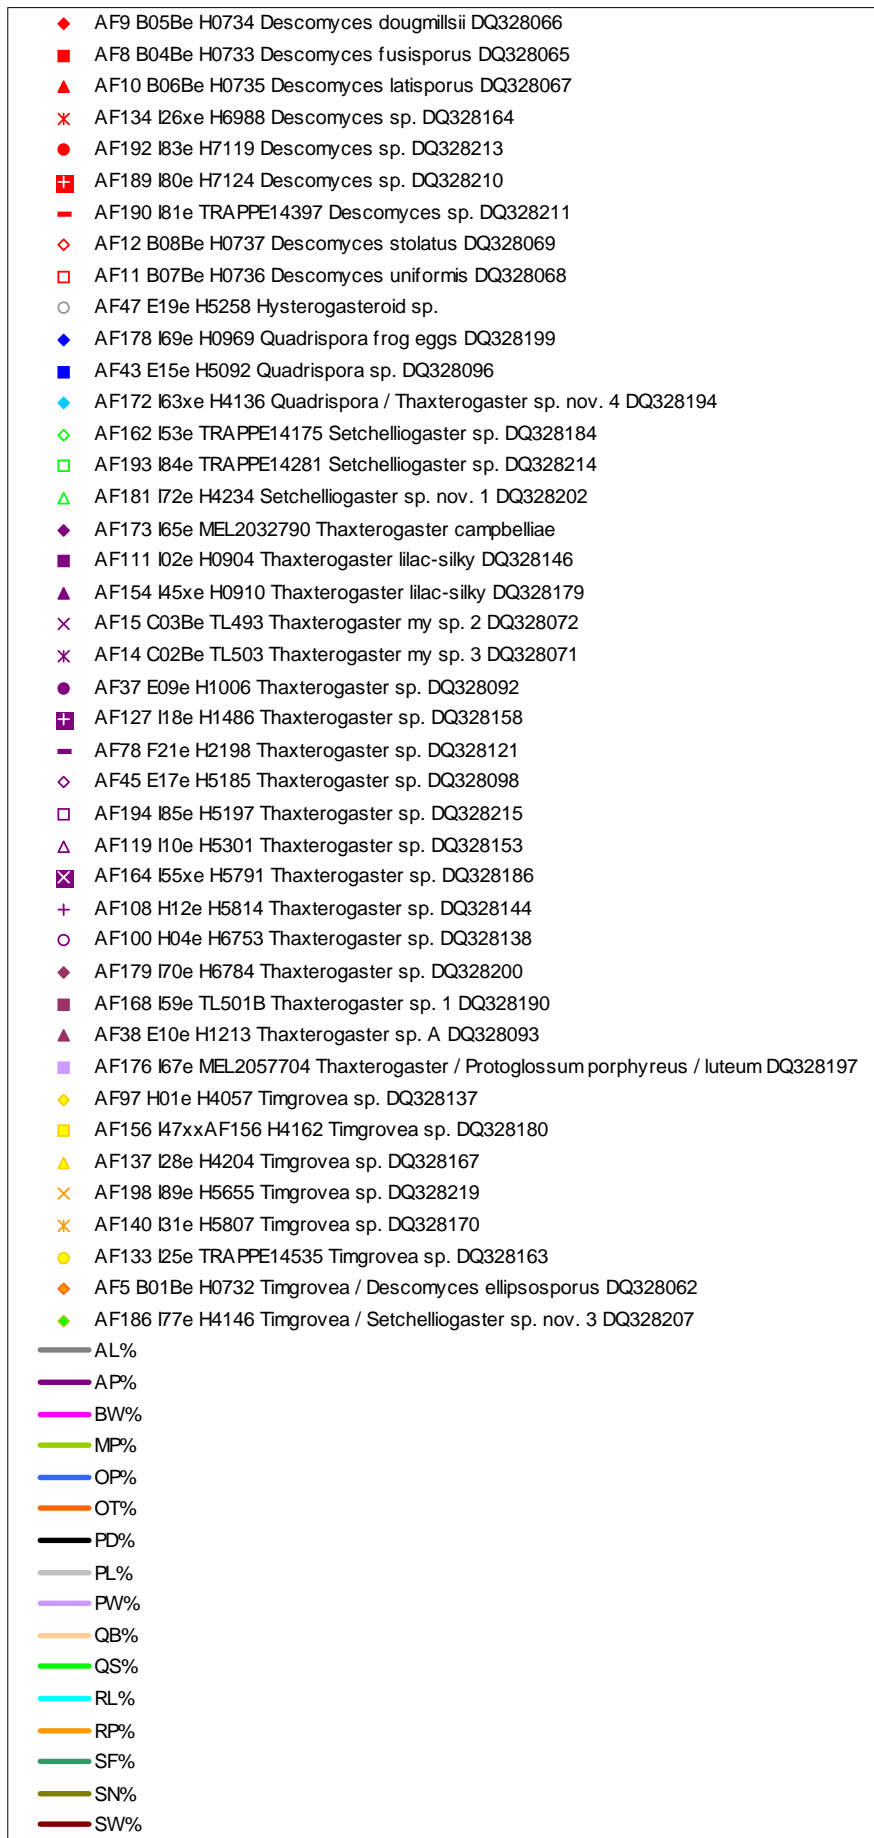 AF9 B05Be H0734 Descomyces dougmillsii DQ328066
AF8 B04Be H0733 Descomyces fusisporus DQ328065
AF10 B06Be H0735 Descomyces latisporus DQ328067
AF134 I26xe H6988 Descomyces sp. DQ328164
AF192 I83e H7119 Descomyces sp. DQ328213
AF189 I80e H7124 Descomyces sp. DQ328210
AF190 I81e TRAPPE14397 Descomyces sp. DQ328211
AF12 B08Be H0737 Descomyces stolatus DQ328069
AF11 B07Be H0736 Descomyces uniformis DQ328068
AF47 E19e H5258 Hysterogasteroid sp.
AF178 I69e H0969 Quadrispora frog eggs DQ328199
AF43 E15e H5092 Quadrispora sp. DQ328096
AF172 I63xe H4136 Quadrispora / Thaxterogaster sp. nov. 4 DQ328194
AF162 I53e TRAPPE14175 Setchelliogaster sp. DQ328184
AF193 I84e TRAPPE14281 Setchelliogaster sp. DQ328214
AF181 I72e H4234 Setchelliogaster sp. nov. 1 DQ328202
AF173 I65e MEL2032790 Thaxterogaster campbelliae
AF111 I02e H0904 Thaxterogaster lilac-silky DQ328146
AF154 I45xe H0910 Thaxterogaster lilac-silky DQ328179
AF15 C03Be TL493 Thaxterogaster my sp. 2 DQ328072
AF14 C02Be TL503 Thaxterogaster my sp. 3 DQ328071
AF37 E09e H1006 Thaxterogaster sp. DQ328092
AF127 I18e H1486 Thaxterogaster sp. DQ328158
AF78 F21e H2198 Thaxterogaster sp. DQ328121
AF45 E17e H5185 Thaxterogaster sp. DQ328098
AF194 I85e H5197 Thaxterogaster sp. DQ328215
AF119 I10e H5301 Thaxterogaster sp. DQ328153
AF164 I55xe H5791 Thaxterogaster sp. DQ328186
AF108 H12e H5814 Thaxterogaster sp. DQ328144
AF100 H04e H6753 Thaxterogaster sp. DQ328138
AF179 I70e H6784 Thaxterogaster sp. DQ328200
AF168 I59e TL501B Thaxterogaster sp. 1 DQ328190
AF38 E10e H1213 Thaxterogaster sp. A DQ328093
AF176 I67e MEL2057704 Thaxterogaster / Protoglossum porphyreus / luteum DQ328197
AF97 H01e H4057 Timgrovea sp. DQ328137
AF156 I47xxAF156 H4162 Timgrovea sp. DQ328180
AF137 I28e H4204 Timgrovea sp. DQ328167
AF198 I89e H5655 Timgrovea sp. DQ328219
AF140 I31e H5807 Timgrovea sp. DQ328170
AF133 I25e TRAPPE14535 Timgrovea sp. DQ328163
AF5 B01Be H0732 Timgrovea / Descomyces ellipsosporus DQ328062
AF186 I77e H4146 Timgrovea / Setchelliogaster sp. nov. 3 DQ328207
AL%
AP%
BW%
MP%
OP%
OT%
PD%
PL%
PW%
QB%
QS%
RL%
RP%
SF%
SN%
SW%